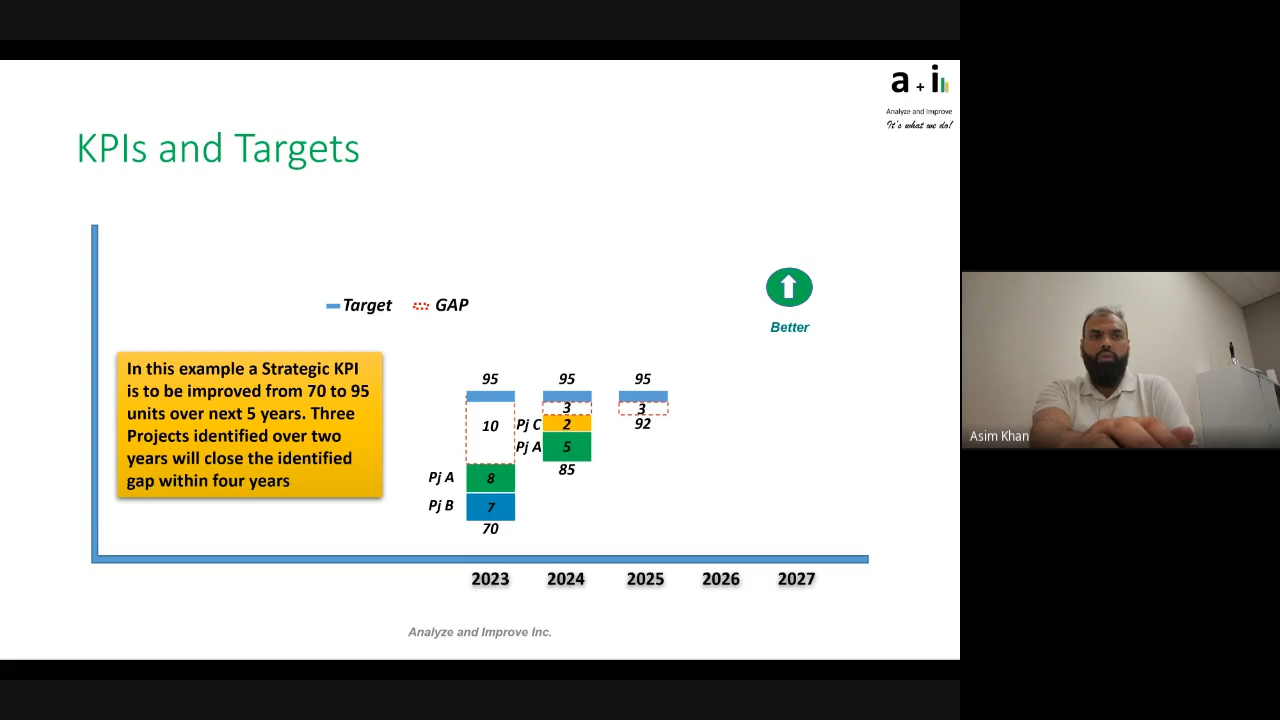 a + i
Analyze and Improve
It's what we do!
KPIs and Targets
Target GAP
Better
In this example a Strategic KPI
is to be improved from 70 to 95
units over next 5 years. Three
Projects identified over two
years will close the identified
gap within four years
95 95 95
3 3
10 Pj C 2 92
Pj A 5
85
Pj A 8
Pj B 7
70
2023 2024 2025 2026 2027
Analyze and Improve Inc.
Asim Khan